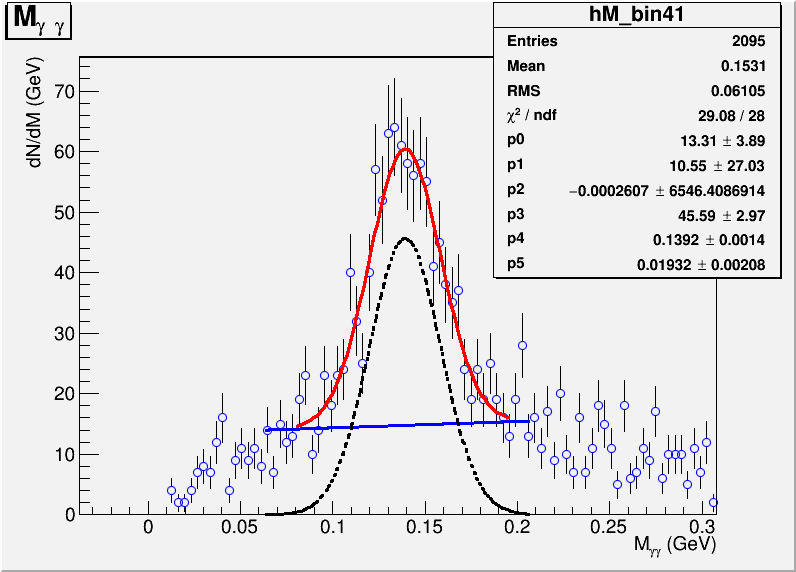 M_γ γ
hM_bin41
Entries 2095
Mean 0.1531
RMS 0.06105
χ² / ndf 29.08 / 28
p0 13.31 ± 3.89
p1 10.55 ± 27.03
p2 −0.0002607 ± 6546.4086914
p3 45.59 ± 2.97
p4 0.1392 ± 0.0014
p5 0.01932 ± 0.00208
dN/dM (GeV)
70
60
50
40
30
20
10
0
0 0.05 0.1 0.15 0.2 0.25 0.3
M_γγ (GeV)